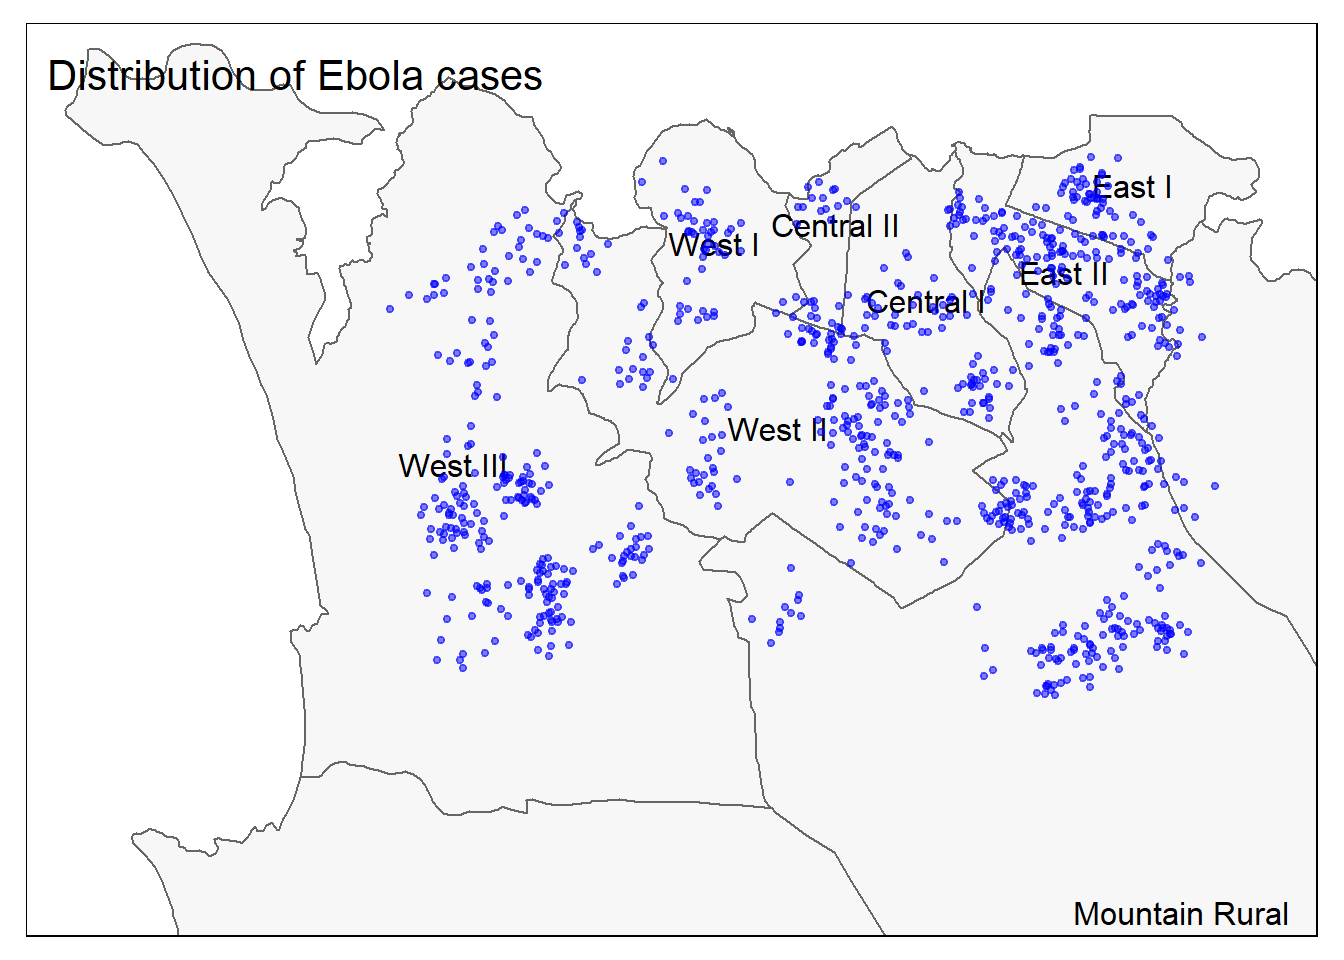 Distribution of Ebola cases
East I
Central II
West I
East II
Central I
West II
West III
Mountain Rural